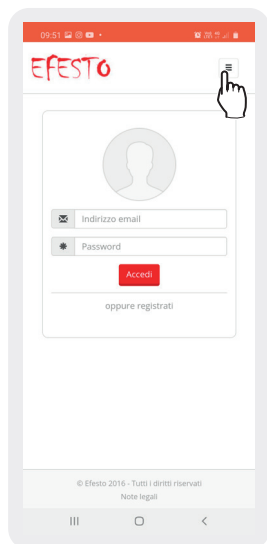 09:51
EFESTO
Indirizzo email
Password
Accedi
oppure registrati
© Efesto 2016 - Tutti i diritti riservati
Note legali